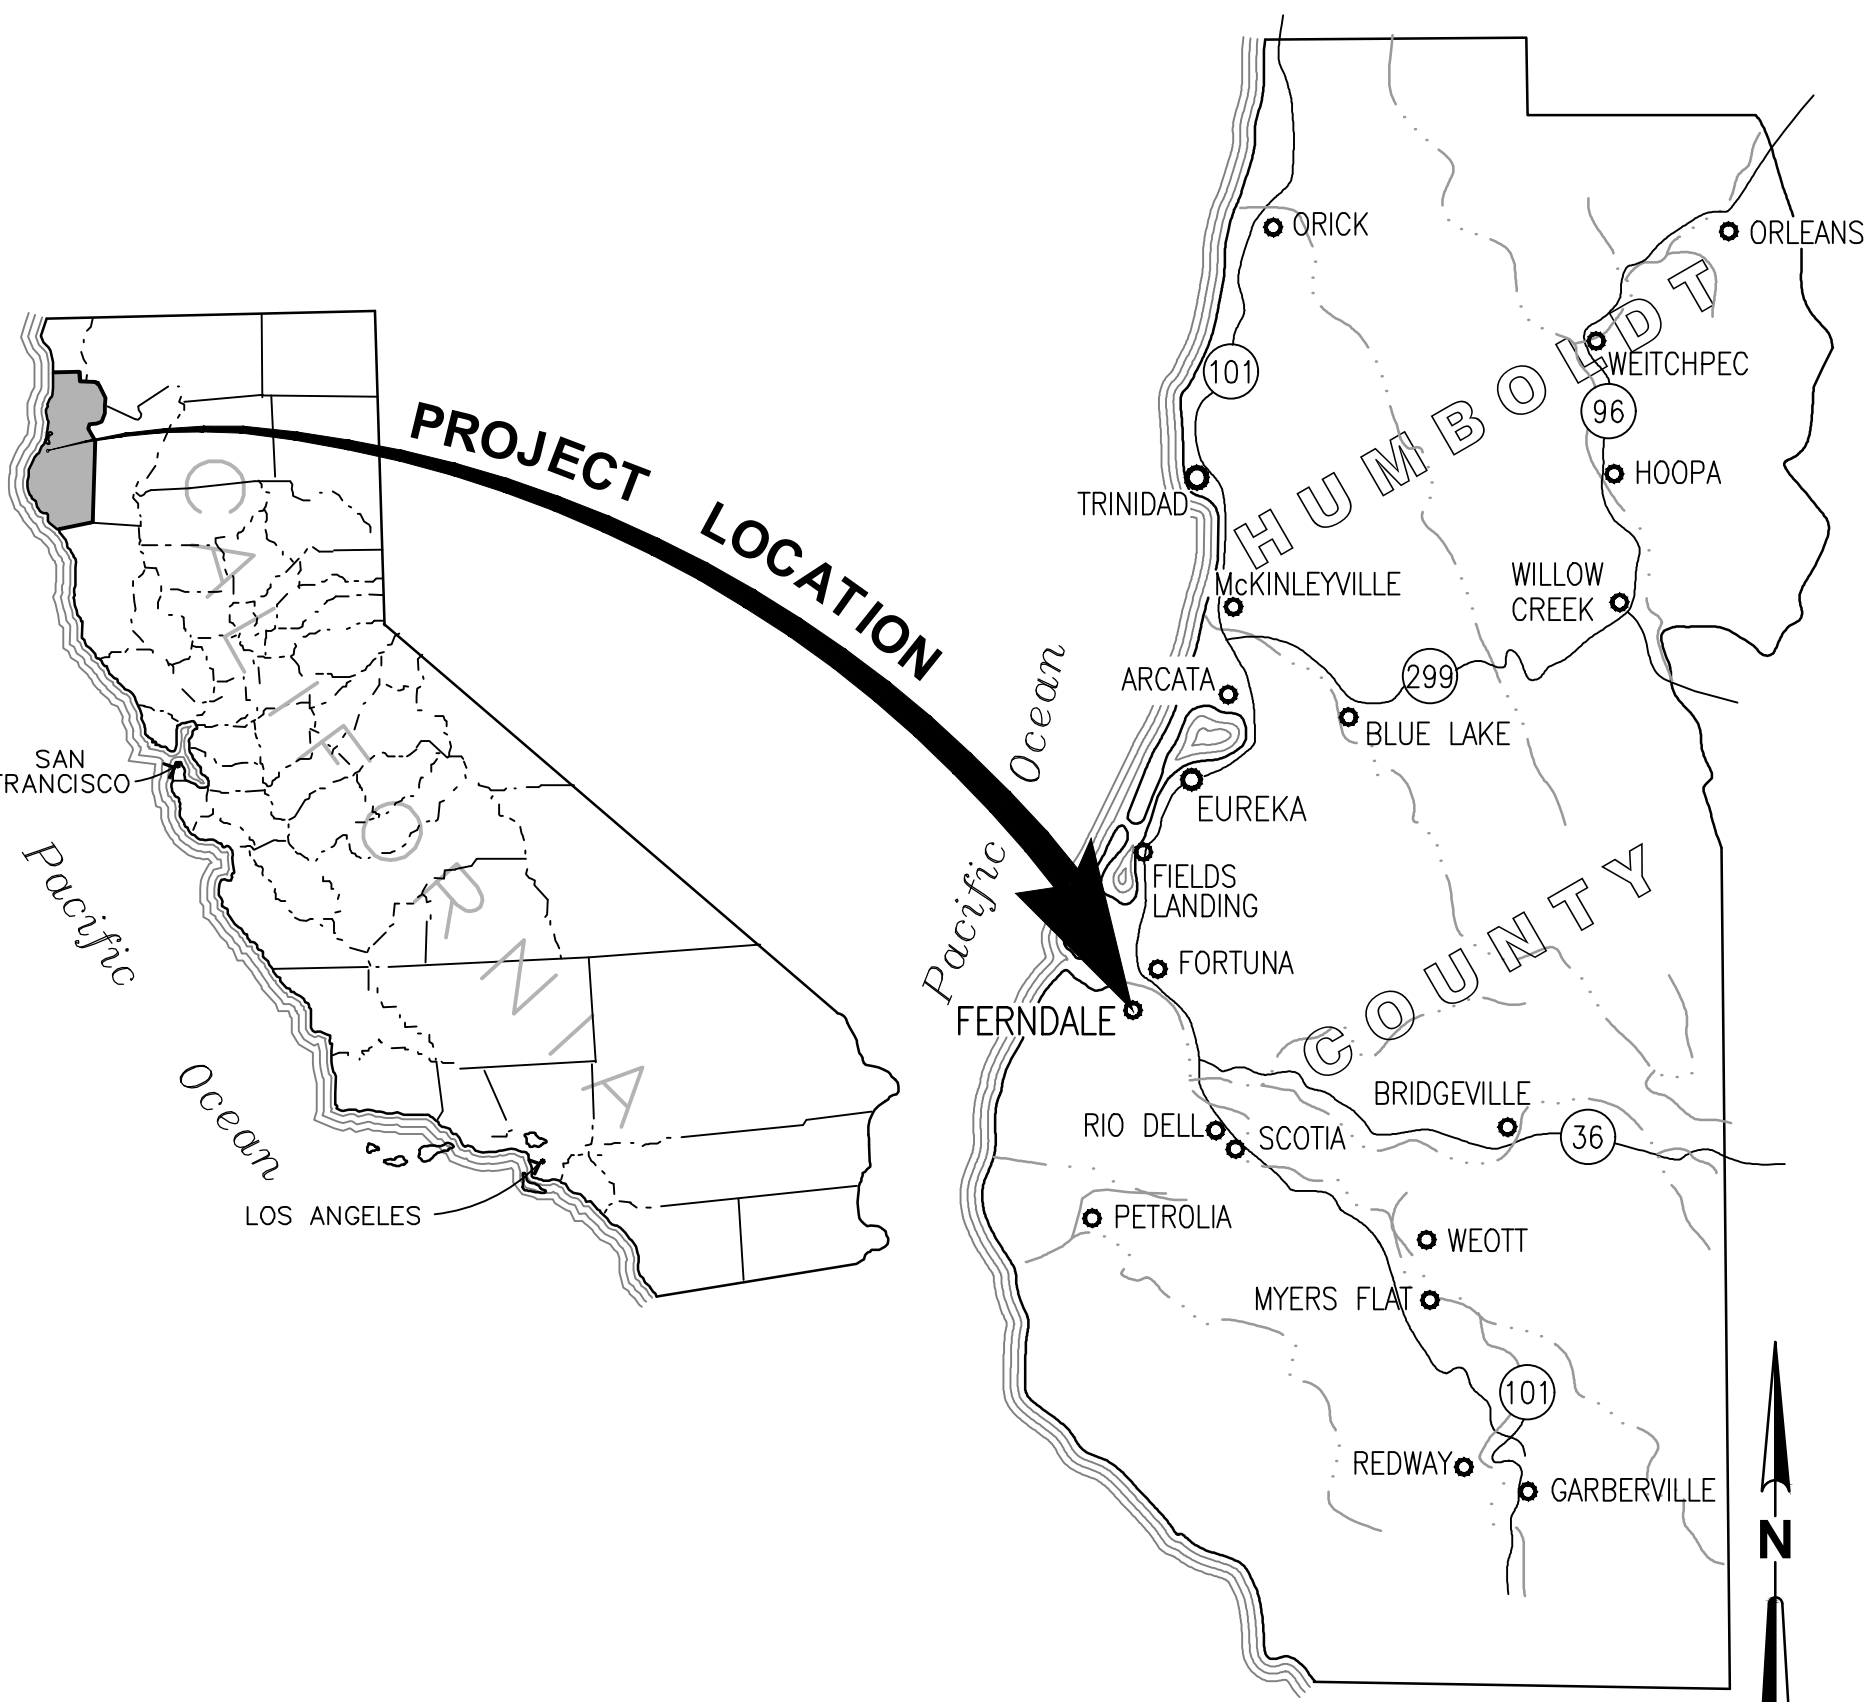 PROJECT LOCATION
CALIFORNIA
SAN
FRANCISCO
Pacific
Ocean
LOS ANGELES
Pacific Ocean
HUMBOLDT
COUNTY
ORICK
ORLEANS
101
WEITCHPEC
96
HOOPA
TRINIDAD
McKINLEYVILLE
WILLOW
CREEK
ARCATA
299
BLUE LAKE
EUREKA
FIELDS
LANDING
FORTUNA
FERNDALE
BRIDGEVILLE
RIO DELL
SCOTIA
36
PETROLIA
WEOTT
MYERS FLAT
101
REDWAY
GARBERVILLE
N